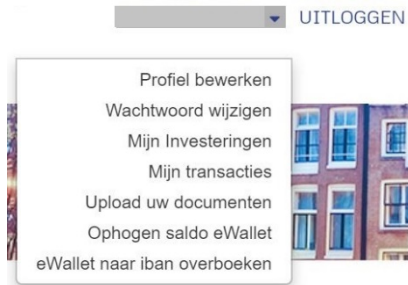 UITLOGGEN
Profiel bewerken
Wachtwoord wijzigen
Mijn Investeringen
Mijn transacties
Upload uw documenten
Ophogen saldo eWallet
eWallet naar iban overboeken